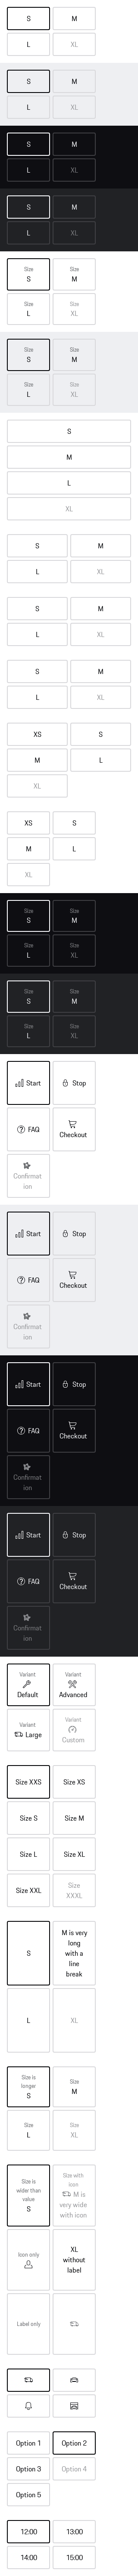 S M
L XL
S M
L XL
S M
L XL
S M
L XL
Size Size
S M
Size Size
L XL
Size Size
S M
Size Size
L XL
S
M
L
XL
S M
L XL
S M
L XL
S M
L XL
XS S
M L
XL
XS S
M L
XL
Size Size
S M
Size Size
L XL
Size Size
S M
Size Size
L XL
Start Stop
FAQ Checkout
Confirmat
ion
Start Stop
FAQ Checkout
Confirmat
ion
Start Stop
FAQ Checkout
Confirmat
ion
Start Stop
FAQ Checkout
Confirmat
ion
Variant Variant
Default Advanced
Variant Variant
Large Custom
Size XXS Size XS
Size S Size M
Size L Size XL
Size XXL Size
XXXL
S M is very
long
with a
line
break
L XL
Size is
longer
S
Size
M
Size Size
L XL
Size is
wider than
value
S
Size with
icon
M is
very wide
with icon
Icon only
XL
without
label
Label only
Option 1 Option 2
Option 3 Option 4
Option 5
12:00 13:00
14:00 15:00